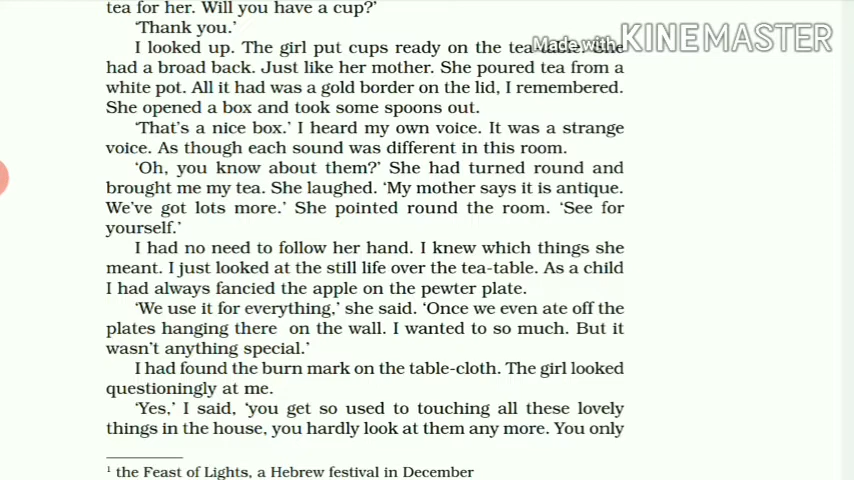 tea for her. Will you have a cup?'
'Thank you.'
I looked up. The girl put cups ready on the tea-table. She
Made with KINEMASTER
had a broad back. Just like her mother. She poured tea from a
white pot. All it had was a gold border on the lid, I remembered.
She opened a box and took some spoons out.
'That's a nice box.' I heard my own voice. It was a strange
voice. As though each sound was different in this room.
'Oh, you know about them?' She had turned round and
brought me my tea. She laughed. 'My mother says it is antique.
We've got lots more.' She pointed round the room. 'See for
yourself.'
I had no need to follow her hand. I knew which things she
meant. I just looked at the still life over the tea-table. As a child
I had always fancied the apple on the pewter plate.
'We use it for everything,' she said. 'Once we even ate off the
plates hanging there on the wall. I wanted to so much. But it
wasn't anything special.'
I had found the burn mark on the table-cloth. The girl looked
questioningly at me.
'Yes,' I said, 'you get so used to touching all these lovely
things in the house, you hardly look at them any more. You only
1 the Feast of Lights, a Hebrew festival in December